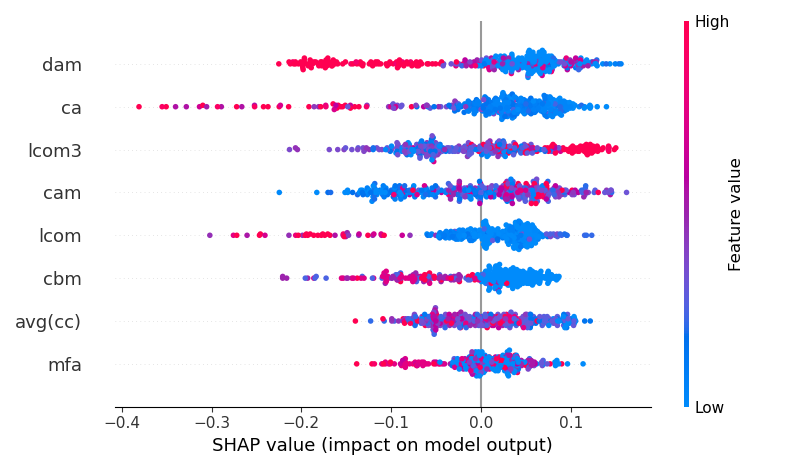 High
dam
ca
lcom3
cam
lcom
cbm
avg(cc)
mfa
Feature value
Low
−0.4 −0.3 −0.2 −0.1 0.0 0.1
SHAP value (impact on model output)